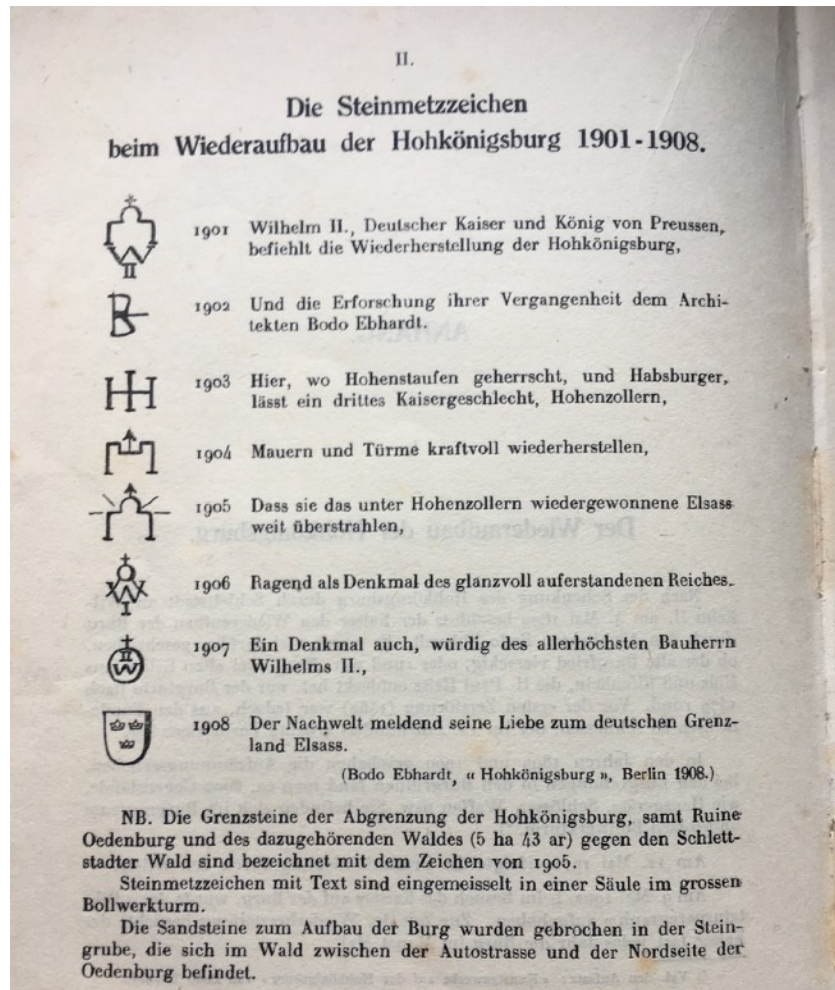 II.
Die Steinmetzzeichen
beim Wiederaufbau der Hohkönigsburg 1901-1908.
1901 Wilhelm II., Deutscher Kaiser und König von Preussen,
befiehlt die Wiederherstellung der Hohkönigsburg,
1902 Und die Erforschung ihrer Vergangenheit dem Archi-
tekten Bodo Ebhardt.
1903 Hier, wo Hohenstaufen geherrscht, und Habsburger,
lässt ein drittes Kaisergeschlecht, Hohenzollern,
1904 Mauern und Türme kraftvoll wiederherstellen,
1905 Dass sie das unter Hohenzollern wiedergewonnene Elsass
weit überstrahlen,
1906 Ragend als Denkmal des glanzvoll auferstandenen Reiches.
1907 Ein Denkmal auch, würdig des allerhöchsten Bauherrn
Wilhelms II.,
1908 Der Nachwelt meldend seine Liebe zum deutschen Grenz-
land Elsass.
(Bodo Ebhardt, « Hohkönigsburg », Berlin 1908.)
NB. Die Grenzsteine der Abgrenzung der Hohkönigsburg, samt Ruine
Oedenburg und des dazugehörenden Waldes (5 ha 43 ar) gegen den Schlett-
stadter Wald sind bezeichnet mit dem Zeichen von 1905.
Steinmetzzeichen mit Text sind eingemeisselt in einer Säule im grossen
Bollwerkturm.
Die Sandsteine zum Aufbau der Burg wurden gebrochen in der Stein-
grube, die sich im Wald zwischen der Autostrasse und der Nordseite der
Oedenburg befindet.